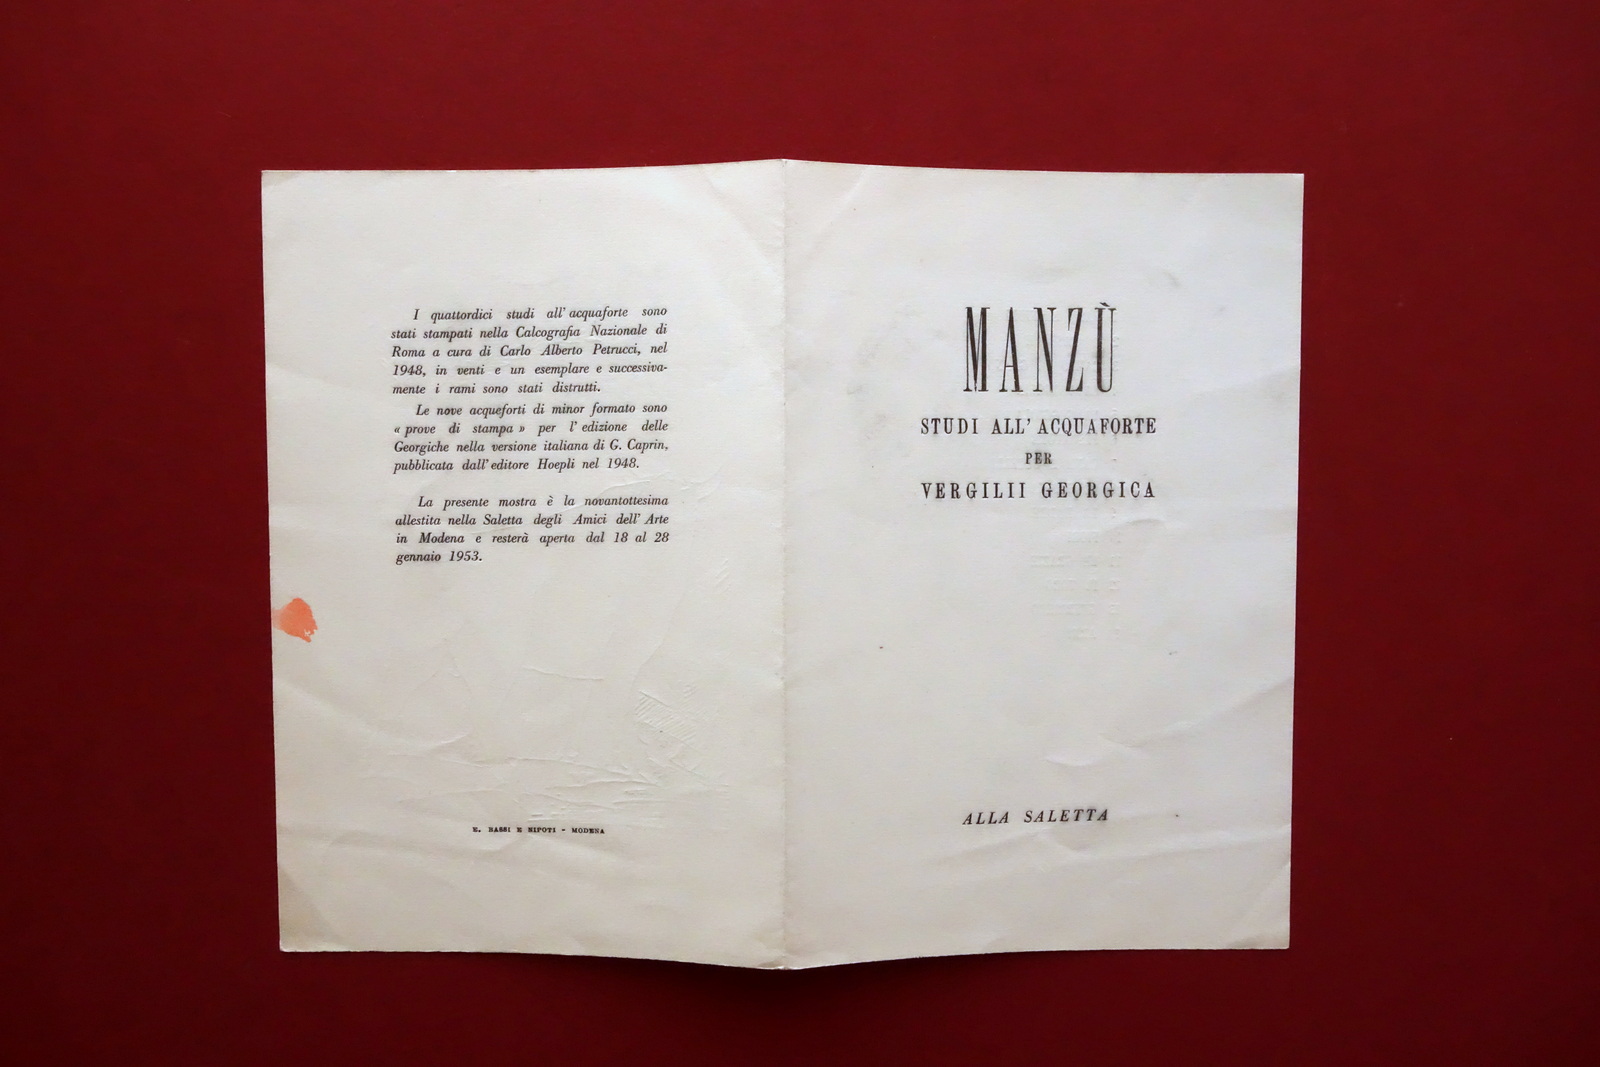 I quattordici studi all'acquaforte sono
stati stampati nella Calcografia Nazionale di
Roma a cura di Carlo Alberto Petrucci, nel
1948, in venti e un esemplare e successiva-
mente i rami sono stati distrutti.
Le nove acqueforti di minor formato sono
« prove di stampa » per l'edizione delle
Georgiche nella versione italiana di G. Caprin,
pubblicata dall'editore Hoepli nel 1948.
La presente mostra è la novantottesima
allestita nella Saletta degli Amici dell'Arte
in Modena e resterà aperta dal 18 al 28
gennaio 1953.
E. BASSI E NIPOTI - MODENA
MANZÙ
STUDI ALL'ACQUAFORTE
PER
VERGILII GEORGICA
ALLA SALETTA